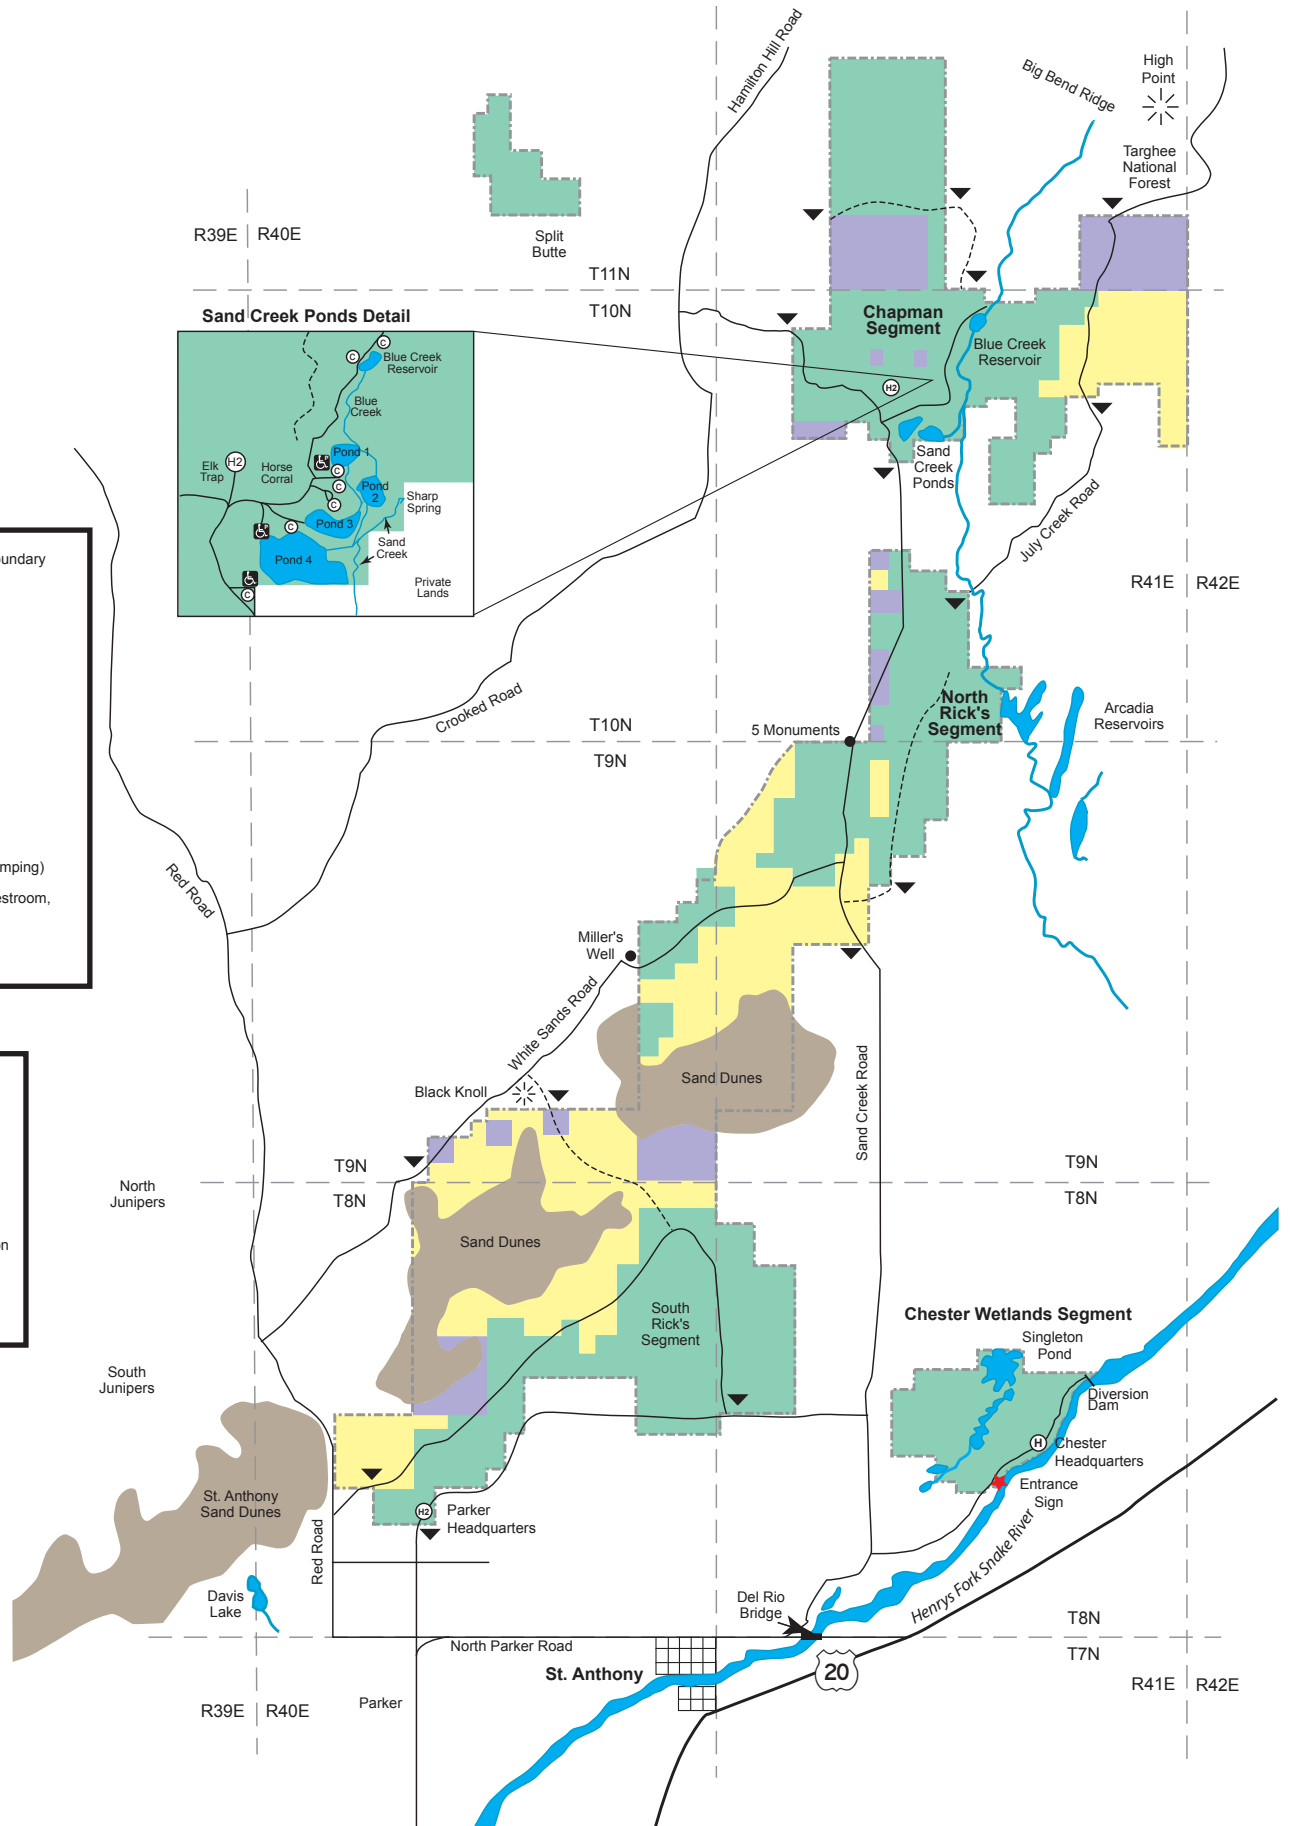 Hamilton Hill Road
Big Bend Ridge
High
Point
Targhee
National
Forest
R39E
R40E
Split
Butte
T11N
T10N
Sand Creek Ponds Detail
C
C
Blue Creek
Reservoir
Blue
Creek
Pond 1
H2
Elk
Trap
Horse
Corral
C
C
Pond
2
C
Sharp
Spring
C
Pond 3
Sand
Creek
Pond 4
C
Private
Lands
Chapman
Segment
Blue Creek
Reservoir
H2
Sand
Creek
Ponds
July Creek Road
R41E
R42E
undary
Crooked Road
North
Rick's
Segment
Arcadia
Reservoirs
T10N
T9N
5 Monuments
mping)
estroom,
Red Road
Miller's
Well
White Sands Road
Sand Dunes
Black Knoll
Sand Creek Road
T9N
T8N
T9N
T8N
North
Junipers
Sand Dunes
on
South
Rick's
Segment
Chester Wetlands Segment
Singleton
Pond
South
Junipers
Diversion
Dam
H
Chester
Headquarters
Entrance
Sign
St. Anthony
Sand Dunes
H2
Parker
Headquarters
Red Road
Henrys Fork Snake River
Davis
Lake
Del Rio
Bridge
T8N
T7N
North Parker Road
St. Anthony
20
R39E
R40E
Parker
R41E
R42E